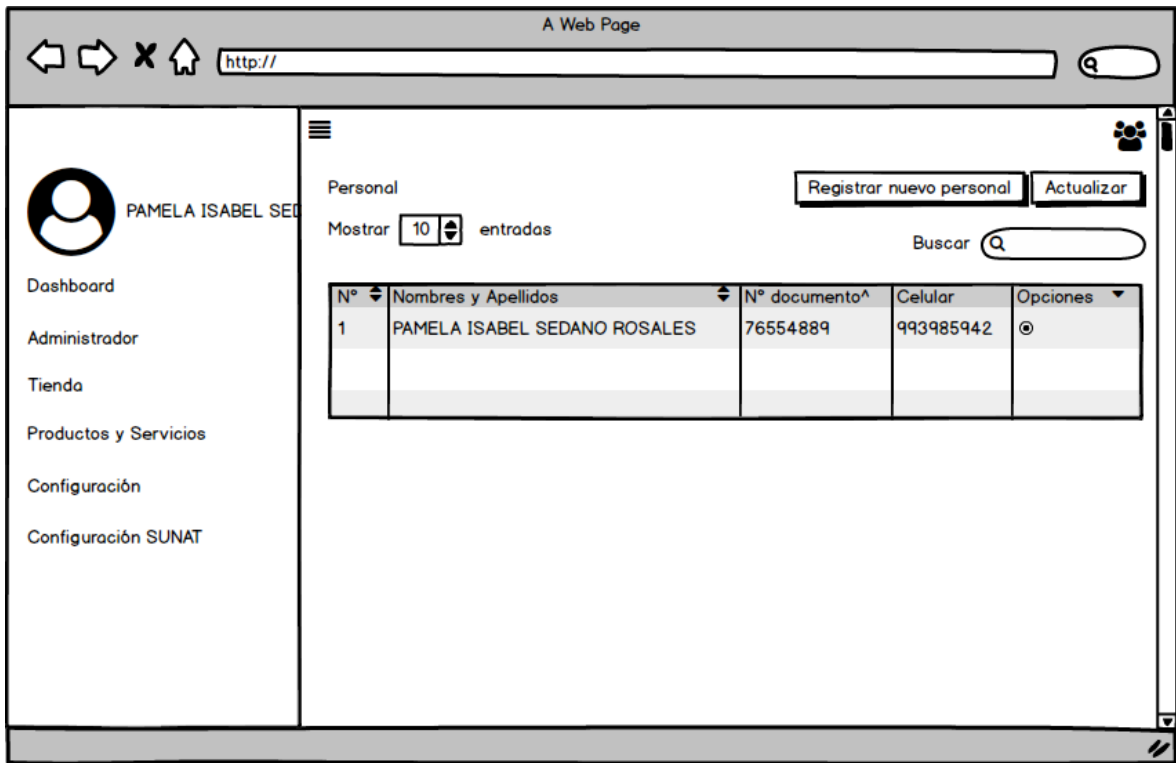 A Web Page
http://
PAMELA ISABEL SED
Dashboard
Administrador
Tienda
Productos y Servicios
Configuración
Configuración SUNAT
Personal
Registrar nuevo personal
Actualizar
Mostrar 10 entradas
Buscar
N° Nombres y Apellidos N° documento^ Celular Opciones
1 PAMELA ISABEL SEDANO ROSALES 76554889 993985942